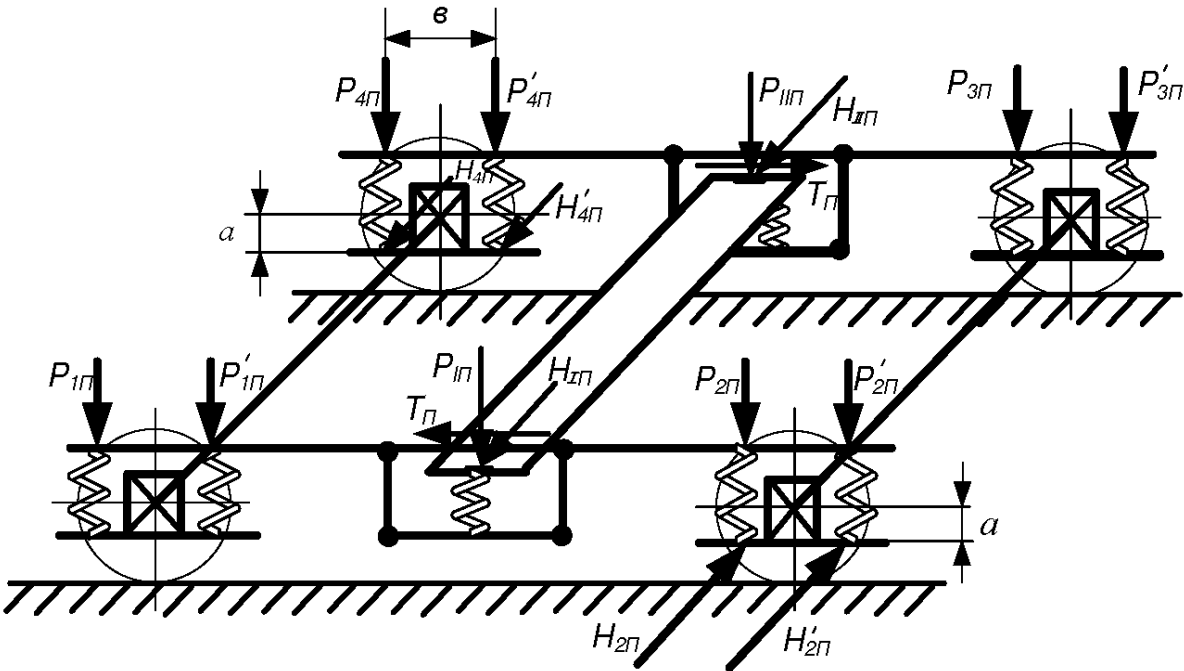 в
P₄П
P′₄П
PIIП
HIIП
P₃П
P′₃П
H₄П
H′₄П
TП
a
P₁П
P′₁П
PIП
HIП
P₂П
P′₂П
TП
a
H₂П
H′₂П